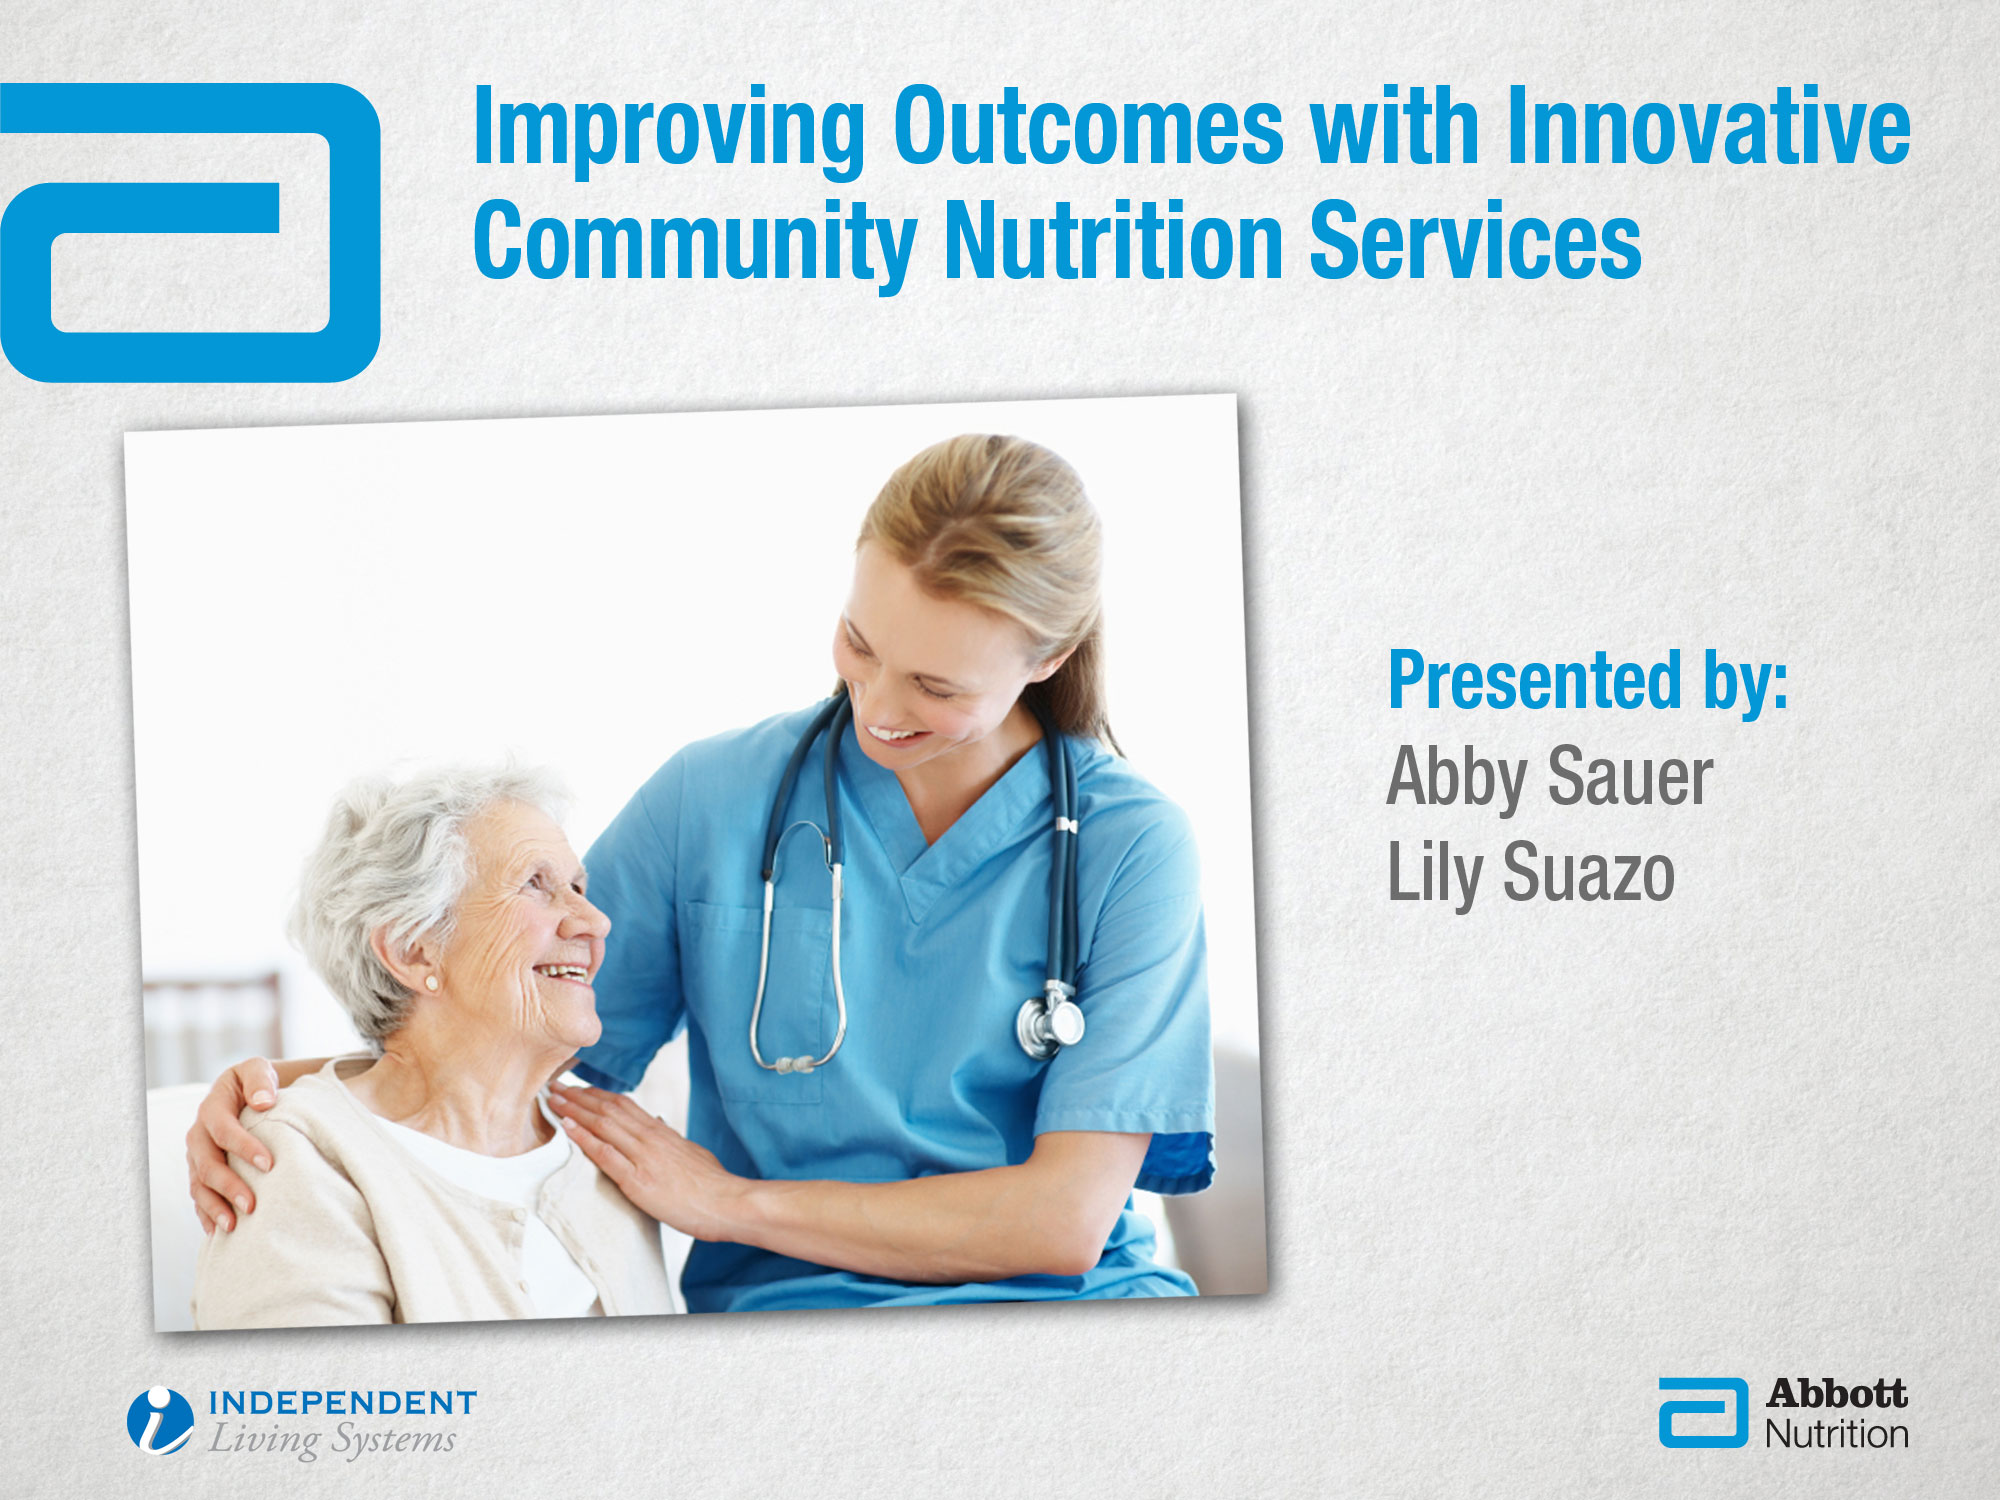 Improving Outcomes with Innovative
Community Nutrition Services
Presented by:
Abby Sauer
Lily Suazo
INDEPENDENT
Living Systems
Abbott
Nutrition